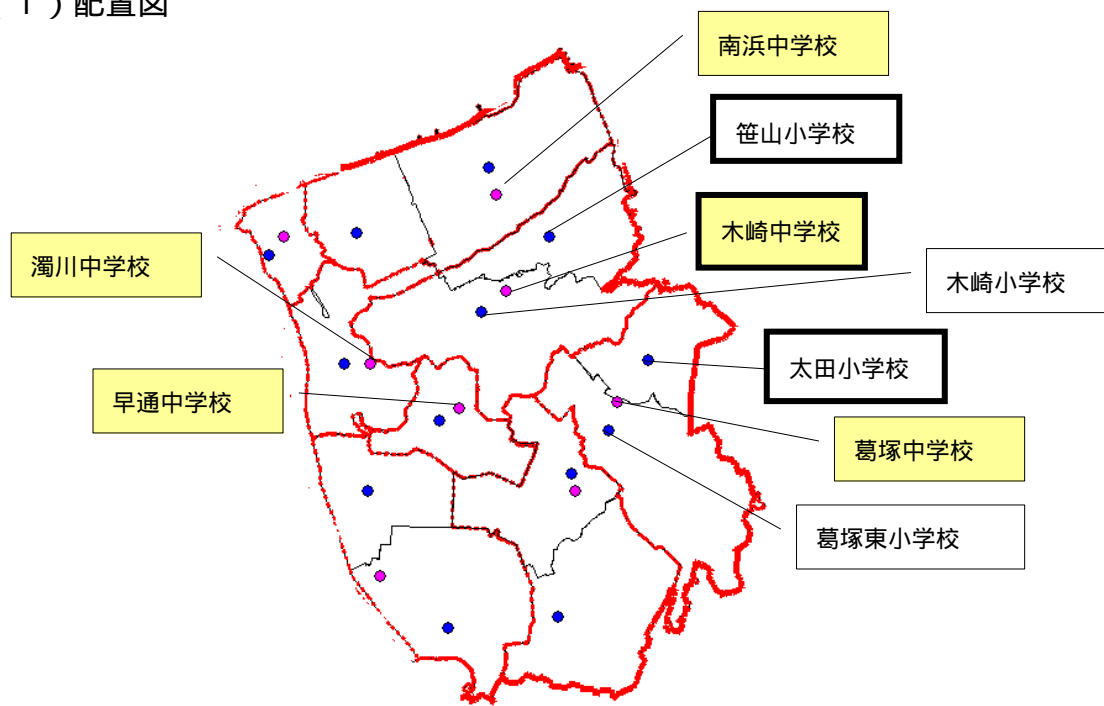 １）配置図
南浜中学校
笹山小学校
木崎中学校
木崎小学校
濁川中学校
太田小学校
早通中学校
葛塚中学校
葛塚東小学校